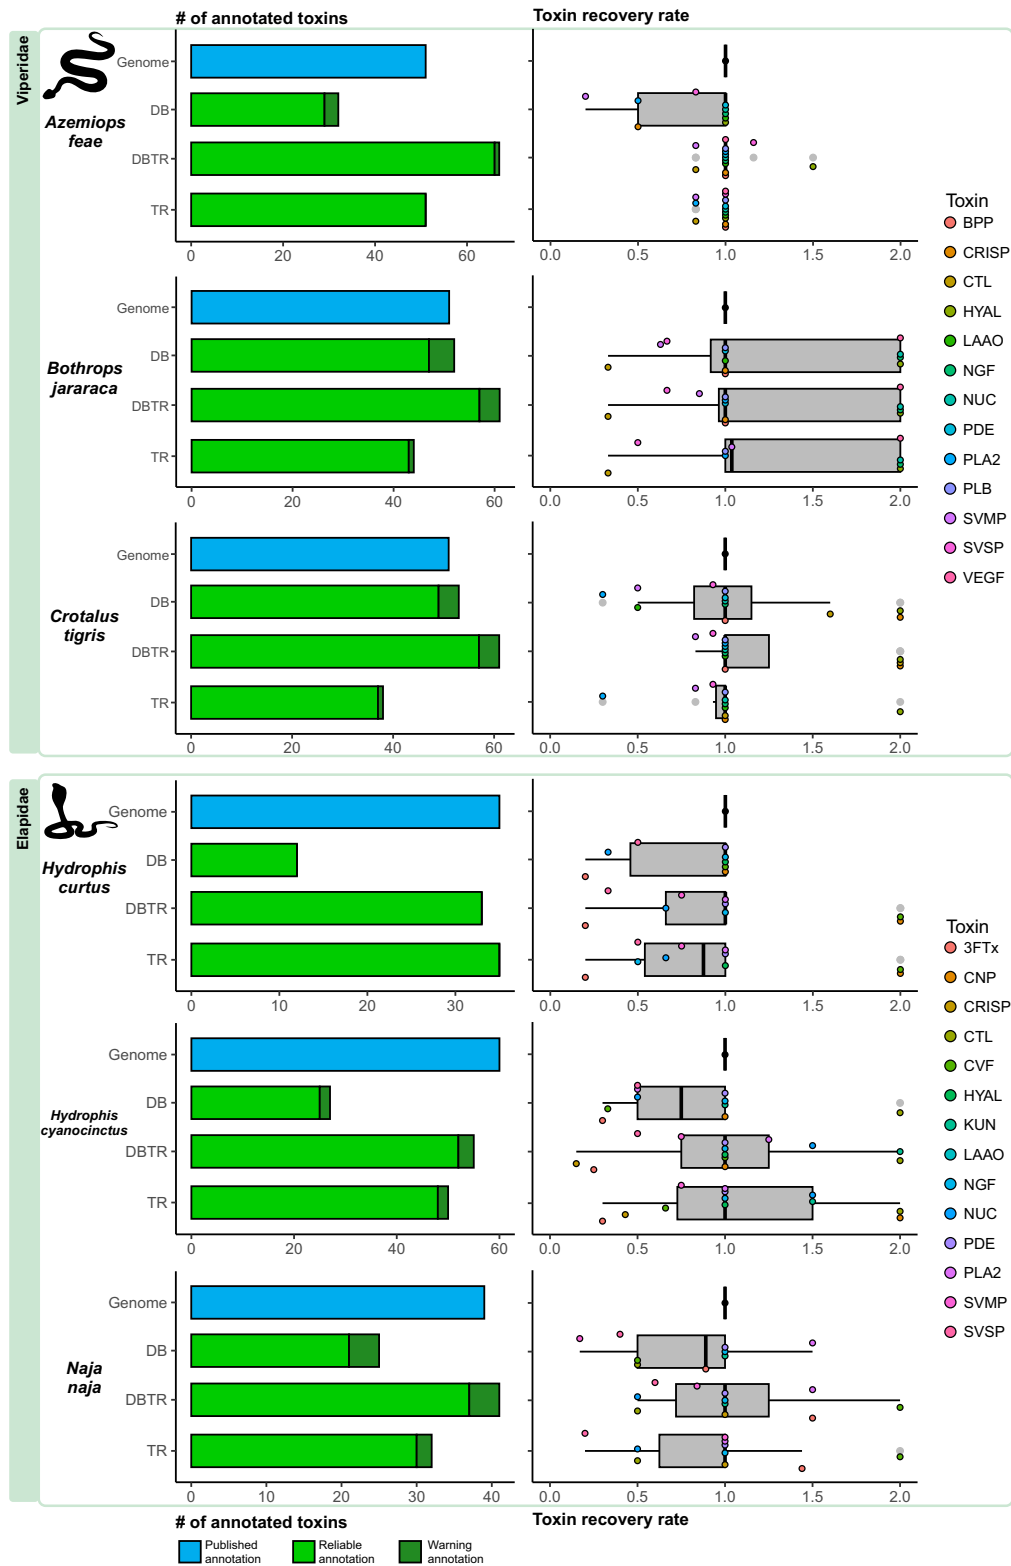 # of annotated toxins
Toxin recovery rate
Viperidae
Azemiops
feae
Genome
DB
DBTR
TR
0
20
40
60
0.0
0.5
1.0
1.5
2.0
Bothrops
jararaca
Genome
DB
DBTR
TR
0
20
40
60
0.0
0.5
1.0
1.5
2.0
Crotalus
tigris
Genome
DB
DBTR
TR
0
20
40
60
0.0
0.5
1.0
1.5
2.0
Toxin
BPP
CRISP
CTL
HYAL
LAAO
NGF
NUC
PDE
PLA2
PLB
SVMP
SVSP
VEGF
Elapidae
Hydrophis
curtus
Genome
DB
DBTR
TR
0
10
20
30
0.0
0.5
1.0
1.5
2.0
Hydrophis
cyanocinctus
Genome
DB
DBTR
TR
0
20
40
60
0.0
0.5
1.0
1.5
2.0
Naja
naja
Genome
DB
DBTR
TR
0
10
20
30
40
0.0
0.5
1.0
1.5
2.0
Toxin
3FTx
CNP
CRISP
CTL
CVF
HYAL
KUN
LAAO
NGF
NUC
PDE
PLA2
SVMP
SVSP
# of annotated toxins
Toxin recovery rate
Published
annotation
Reliable
annotation
Warning
annotation